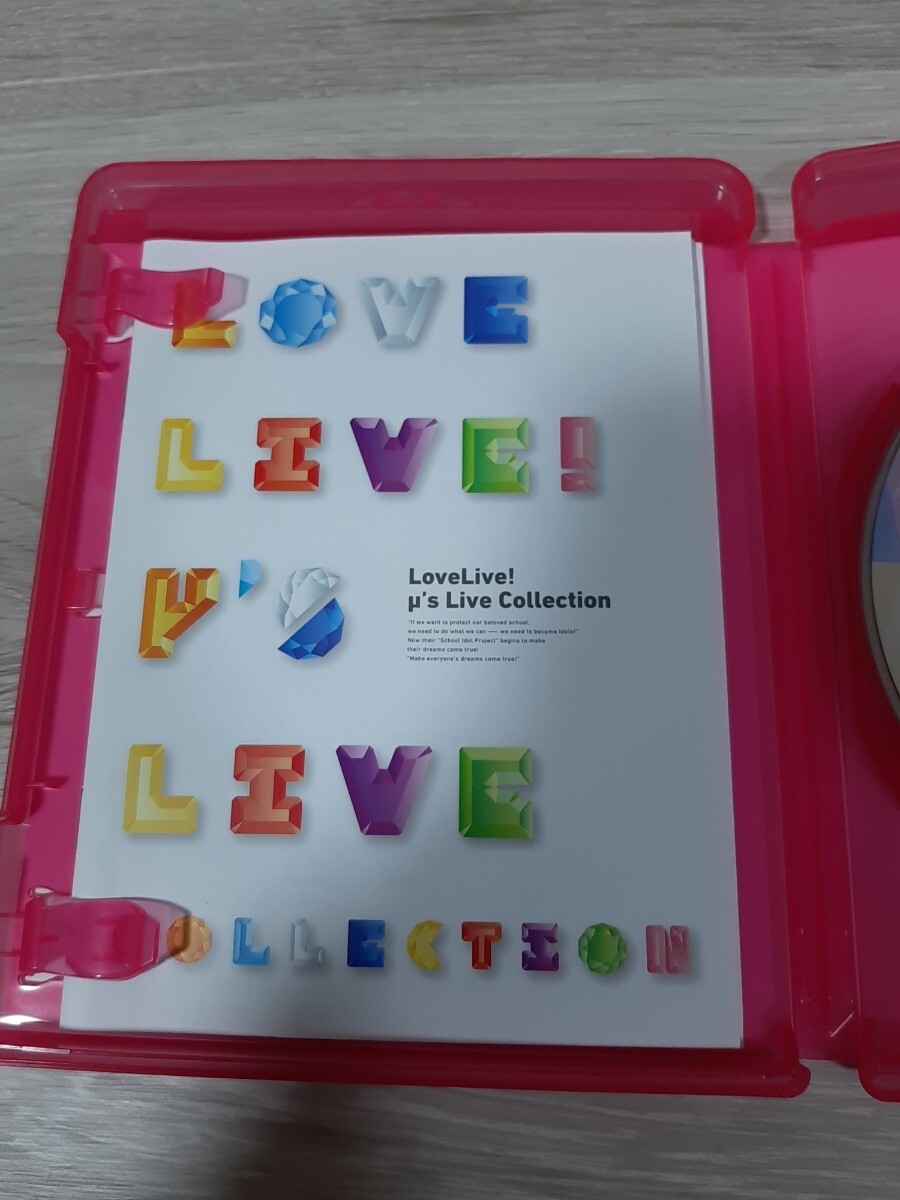 LOVE
LIVE!
μ's
LoveLive!
μ's Live Collection
"If we want to protect our beloved school,
we need to do what we can — we need to become Idols!"
Now their "School Idol Project" begins to make
their dreams come true!
"Make everyone's dreams come true!"
LIVE
OLLECTION